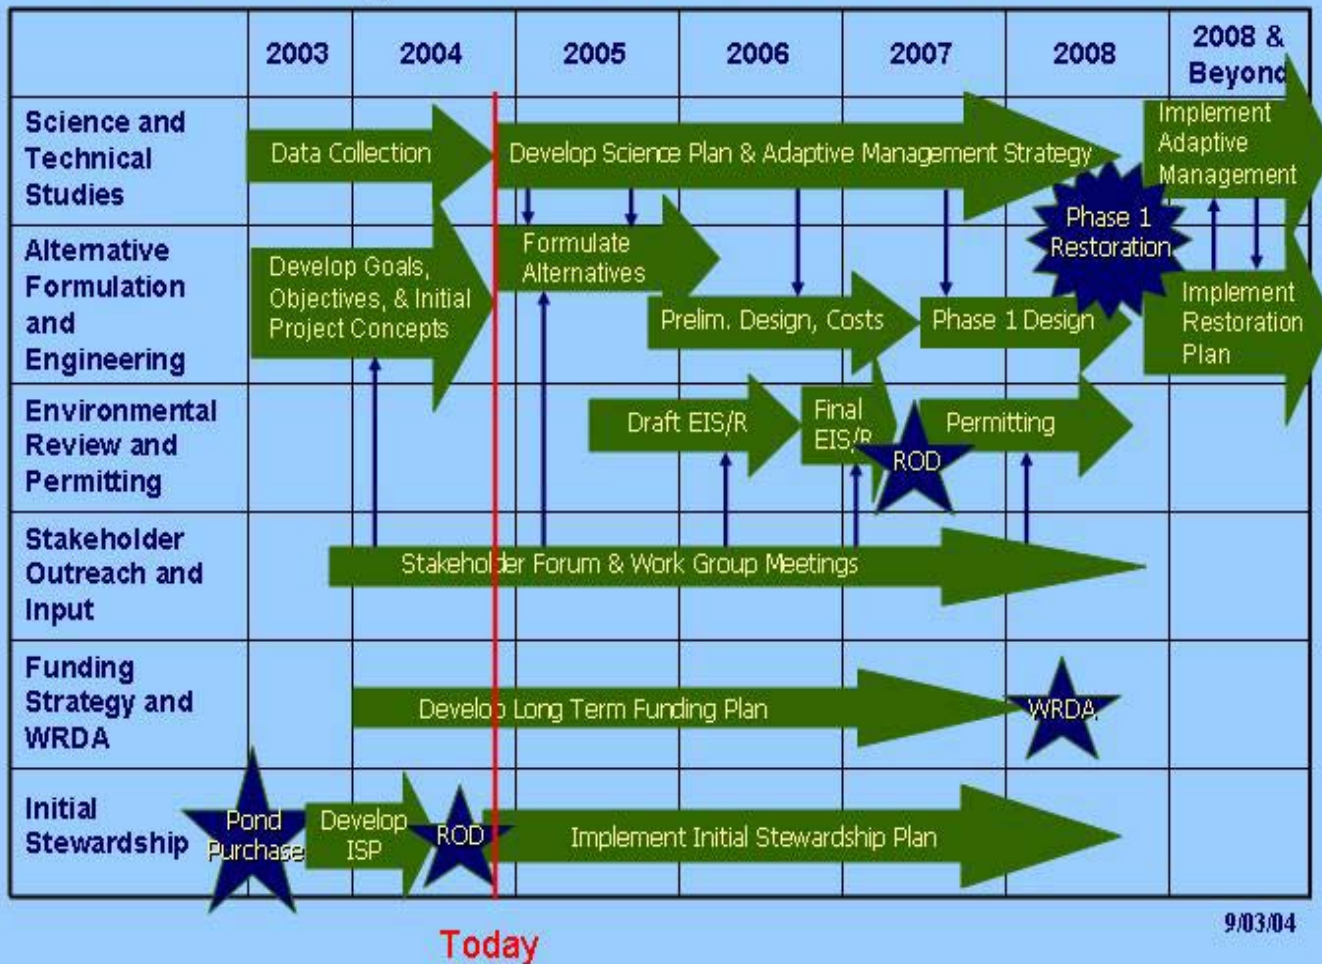 2003
2004
2005
2006
2007
2008
2008 &
Beyond
Science and
Technical
Studies
Data Collection
Develop Science Plan & Adaptive Management Strategy
Implement
Adaptive
Management
Phase 1
Restoration
Alternative
Formulation
and
Engineering
Develop Goals,
Objectives, & Initial
Project Concepts
Formulate
Alternatives
Prelim. Design, Costs
Phase 1 Design
Implement
Restoration
Plan
Environmental
Review and
Permitting
Draft EIS/R
Final
EIS/R
ROD
Permitting
Stakeholder
Outreach and
Input
Stakeholder Forum & Work Group Meetings
Funding
Strategy and
WRDA
Develop Long Term Funding Plan
WRDA
Initial
Stewardship
Pond
Purchase
Develop
ISP
ROD
Implement Initial Stewardship Plan
9/03/04
Today